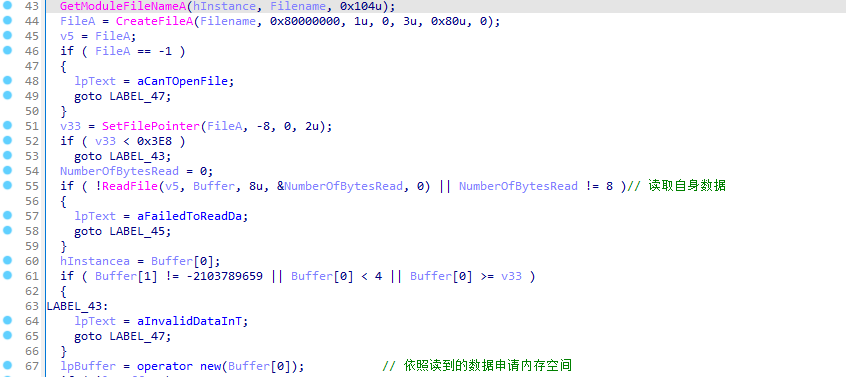 43 GetModuleFileNameA(hInstance, Filename, 0x104u);
44 FileA = CreateFileA(Filename, 0x80000000, 1u, 0, 3u, 0x80u, 0);
45 v5 = FileA;
46 if ( FileA == -1 )
47 {
48 lpText = aCanTOpenFile;
49 goto LABEL_47;
50 }
51 v33 = SetFilePointer(FileA, -8, 0, 2u);
52 if ( v33 < 0x3E8 )
53 goto LABEL_43;
54 NumberOfBytesRead = 0;
55 if ( !ReadFile(v5, Buffer, 8u, &NumberOfBytesRead, 0) || NumberOfBytesRead != 8 )// 读取自身数据
56 {
57 lpText = aFailedToReadDa;
58 goto LABEL_45;
59 }
60 hInstancea = Buffer[0];
61 if ( Buffer[1] != -2103789659 || Buffer[0] < 4 || Buffer[0] >= v33 )
62 {
63 LABEL_43:
64 lpText = aInvalidDataInT;
65 goto LABEL_47;
66 }
67 lpBuffer = operator new(Buffer[0]); // 依照读到的数据申请内存空间